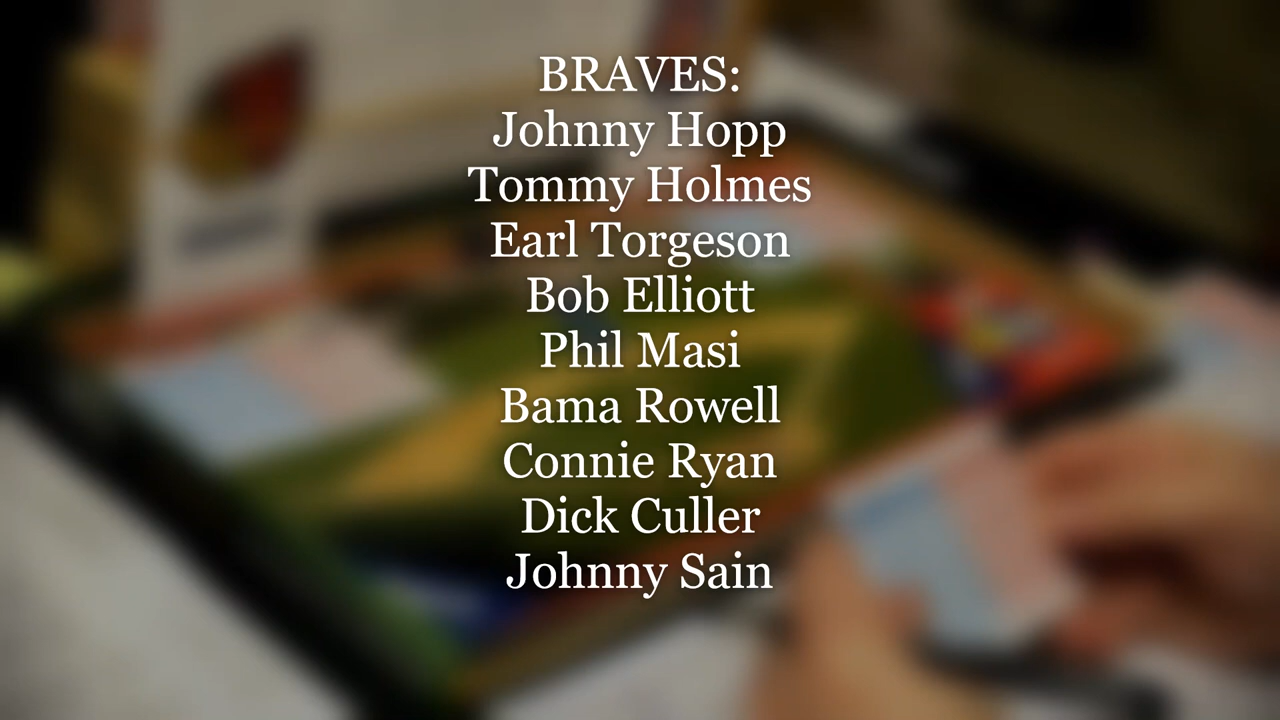 BRAVES:
Johnny Hopp
Tommy Holmes
Earl Torgeson
Bob Elliott
Phil Masi
Bama Rowell
Connie Ryan
Dick Culler
Johnny Sain